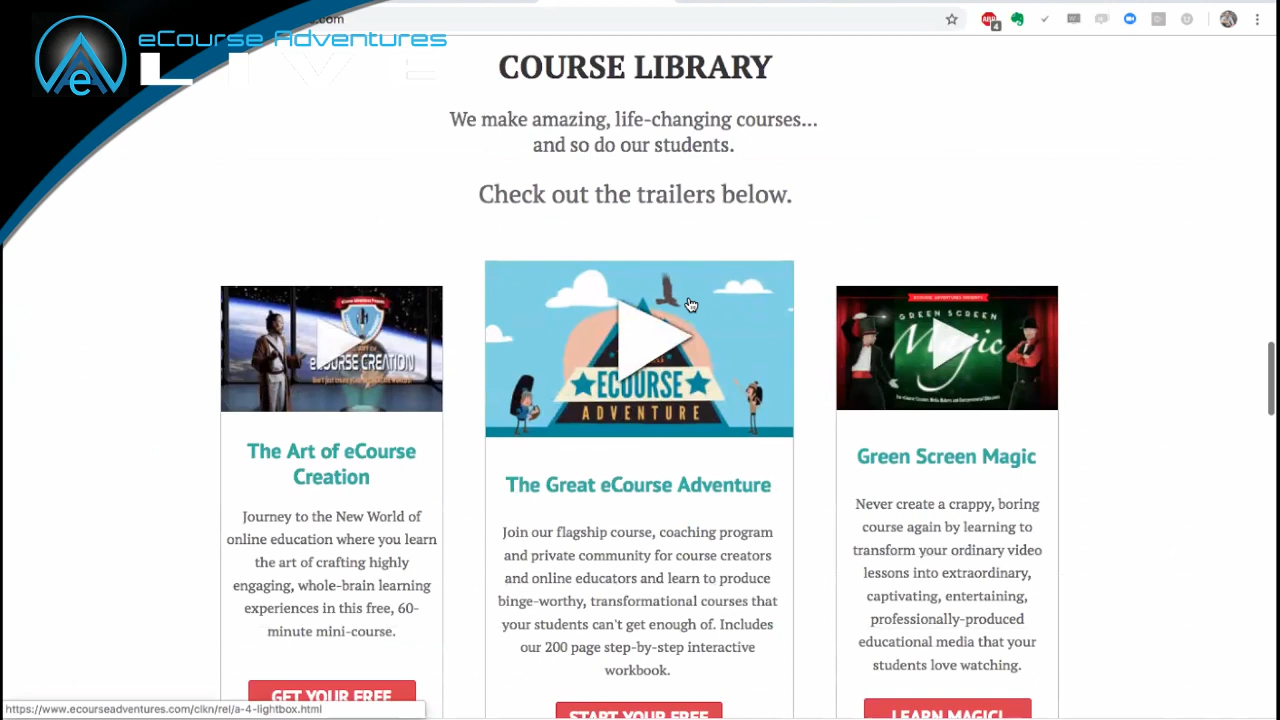 .com
4
eCourse Adventures
LIVE
e
COURSE LIBRARY
We make amazing, life-changing courses...
and so do our students.
Check out the trailers below.
eCOURSE CREATION
The Art of eCourse
Creation
Journey to the New World of
online education where you learn
the art of crafting highly
engaging, whole-brain learning
experiences in this free, 60-
minute mini-course.
GET YOUR FREE
ECOURSE
ADVENTURE
The Great eCourse Adventure
Join our flagship course, coaching program
and private community for course creators
and online educators and learn to produce
binge-worthy, transformational courses that
your students can't get enough of. Includes
our 200 page step-by-step interactive
workbook.
START YOUR FREE
GREEN SCREEN
Magic
Green Screen Magic
Never create a crappy, boring
course again by learning to
transform your ordinary video
lessons into extraordinary,
captivating, entertaining,
professionally-produced
educational media that your
students love watching.
LEARN MAGIC!
https://www.ecourseadventures.com/clkn/rel/a-4-lightbox.html